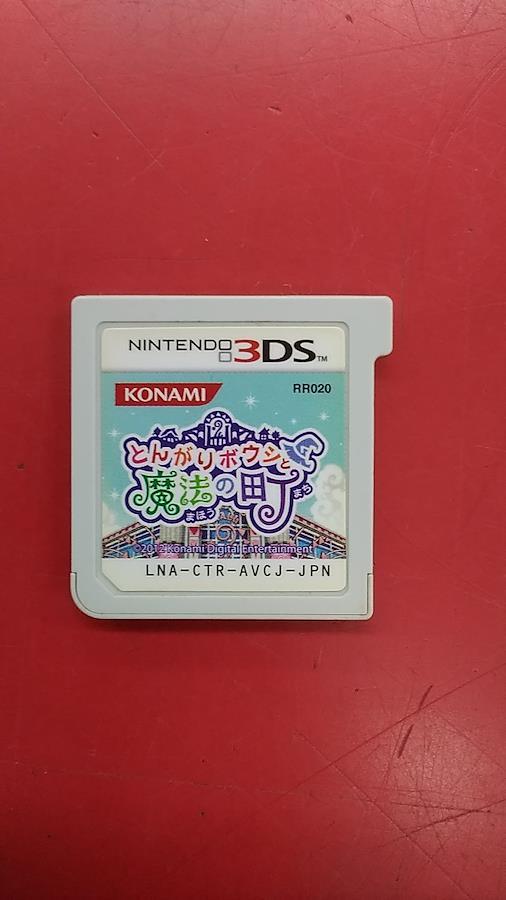 NINTENDO 3DS™
KONAMI
RR020
とんがりボウシと
魔法の町
まほう
まち
©2012 Konami Digital Entertainment
LNA-CTR-AVCJ-JPN